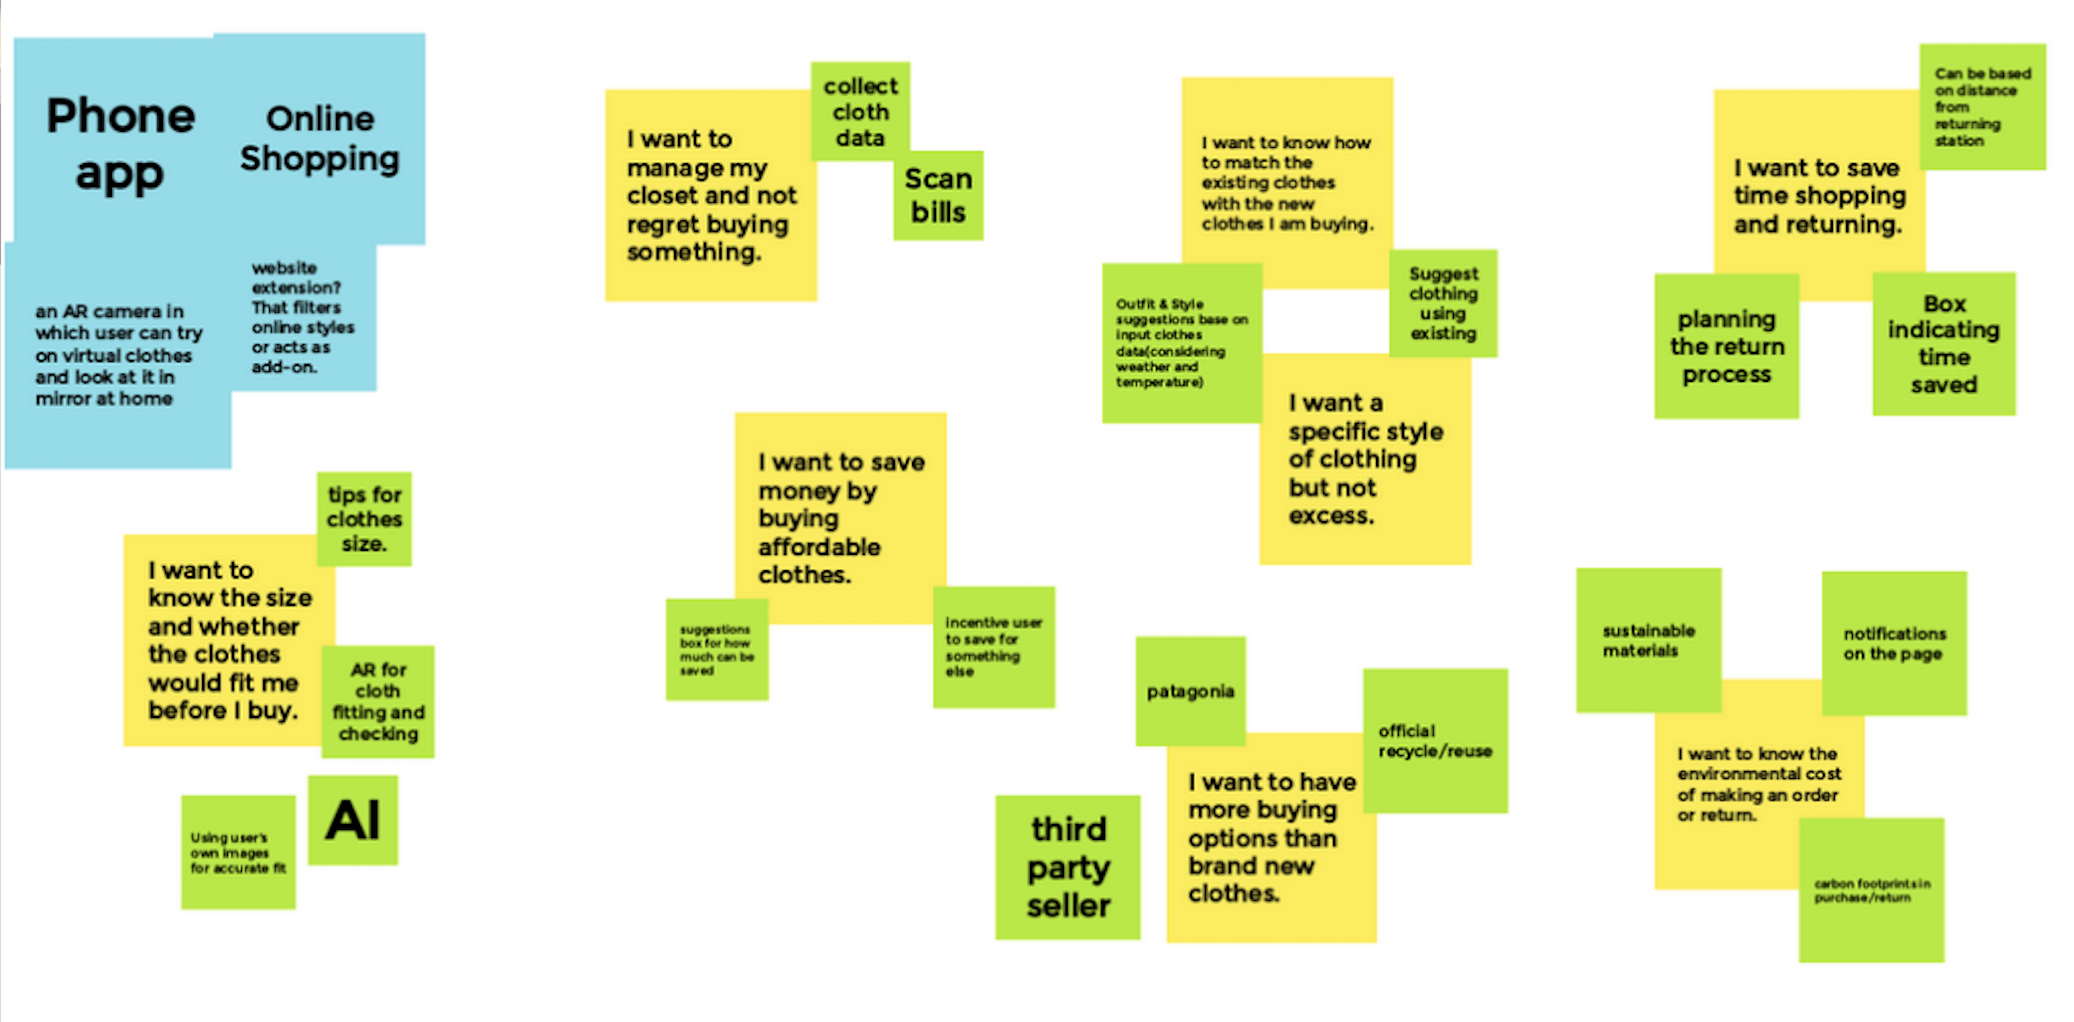 Phone
app
Online
Shopping
an AR camera in
which user can try
on virtual clothes
and look at it in
mirror at home
website
extension?
That filters
online styles
or acts as
add-on.
tips for
clothes
size.
I want to
know the size
and whether
the clothes
would fit me
before I buy.
AR for
cloth
fitting and
checking
Using user's
own images
for accurate fit
AI
I want to
manage my
closet and not
regret buying
something.
collect
cloth
data
Scan
bills
I want to save
money by
buying
affordable
clothes.
suggestions
box for how
much can be
saved
incentive user
to save for
something
else
I want to know how
to match the
existing clothes
with the new
clothes I am buying.
Outfit & Style
suggestions base on
input clothes
data(considering
weather and
temperature)
Suggest
clothing
using
existing
I want a
specific style
of clothing
but not
excess.
patagonia
official
recycle/reuse
third
party
seller
I want to have
more buying
options than
brand new
clothes.
Can be based
on distance
from
returning
station
I want to save
time shopping
and returning.
planning
the return
process
Box
indicating
time
saved
sustainable
materials
notifications
on the page
I want to know the
environmental cost
of making an order
or return.
carbon footprints in
purchase/return